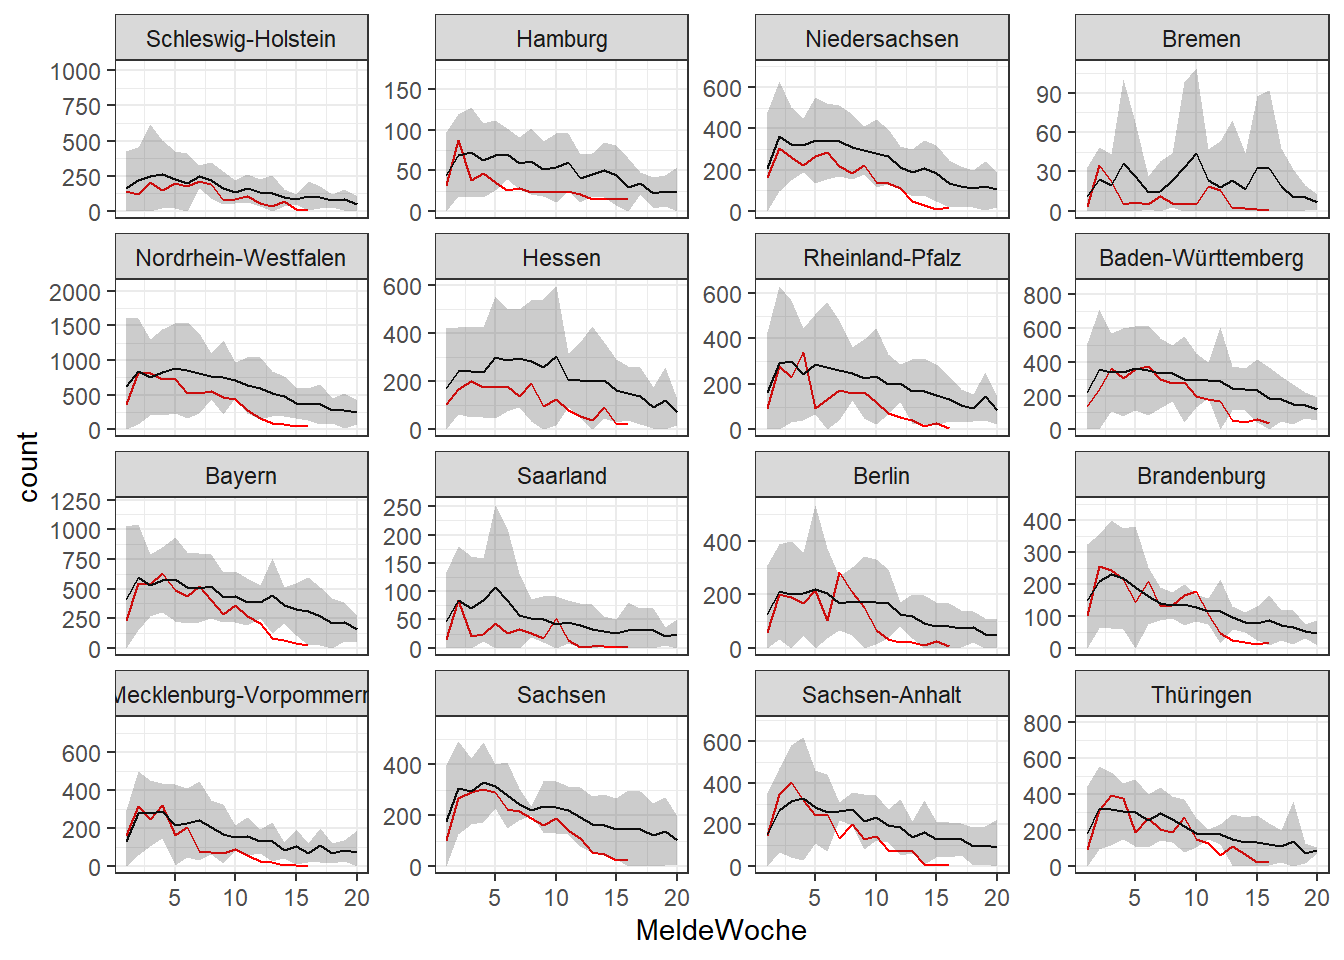 Schleswig-Holstein Hamburg Niedersachsen Bremen
1000 750 500 250 0
150 100 50 0
600 400 200 0
90 60 30 0
Nordrhein-Westfalen Hessen Rheinland-Pfalz Baden-Württemberg
2000 1500 1000 500 0
600 400 200 0
600 400 200 0
800 600 400 200 0
Bayern Saarland Berlin Brandenburg
1250 1000 750 500 250 0
250 200 150 100 50 0
400 200 0
400 300 200 100 0
Mecklenburg-Vorpommern Sachsen Sachsen-Anhalt Thüringen
600 400 200 0
400 200 0
600 400 200 0
800 600 400 200 0
5 10 15 20 5 10 15 20 5 10 15 20 5 10 15 20
MeldeWoche
count